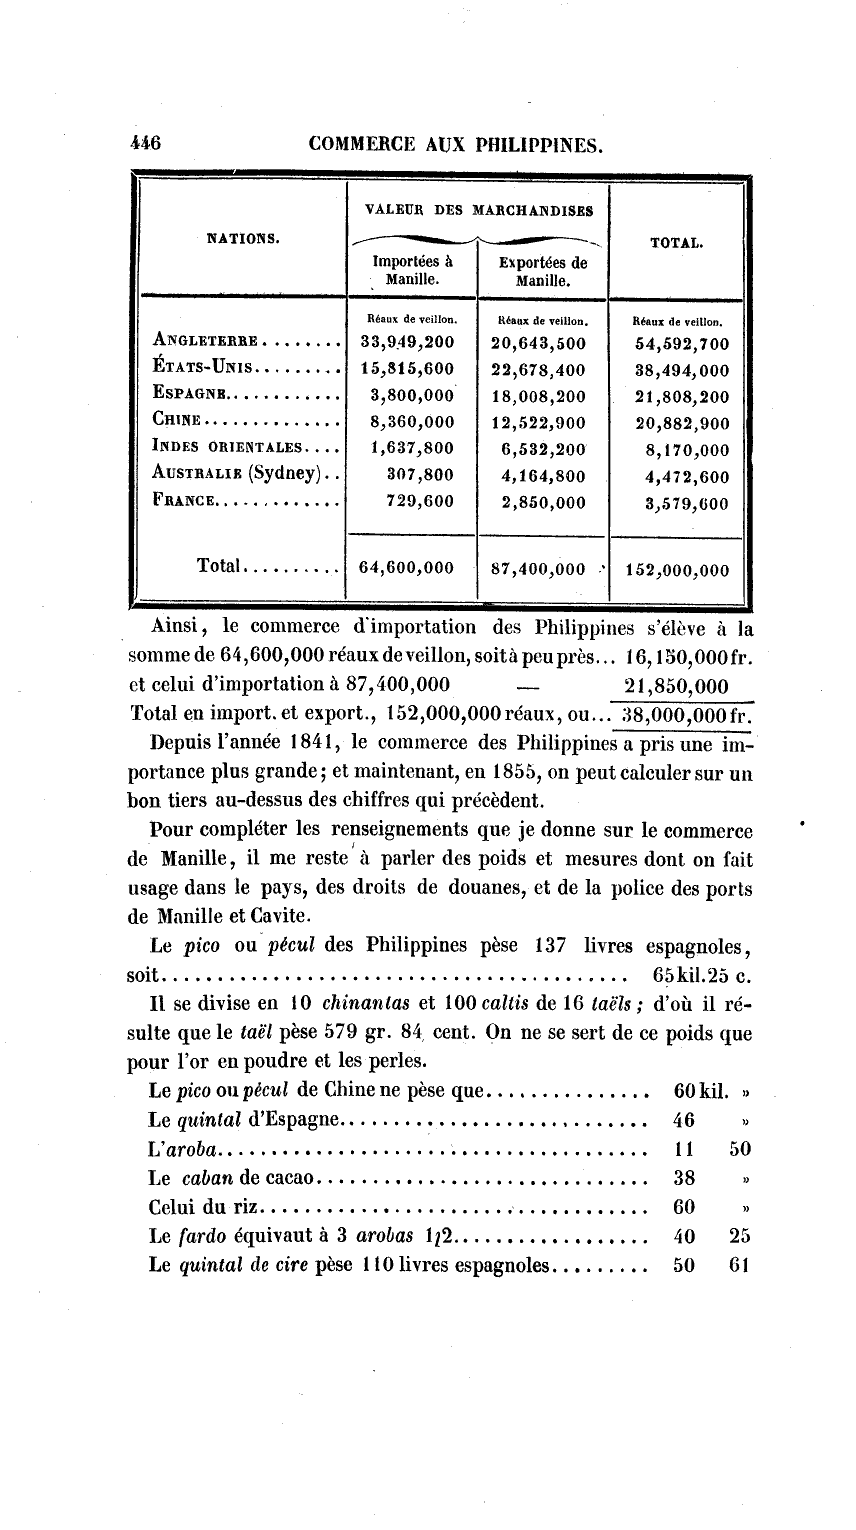 446 COMMERCE AUX PHILIPPINES.
NATIONS. VALEUR DES MARCHANDISES TOTAL.
Importées à Manille. Exportées de Manille.
Réaux de veillon. Réaux de veillon. Réaux de veillon.
ANGLETERRE........ 33,949,200 20,643,500 54,592,700
ÉTATS-UNIS......... 15,815,600 22,678,400 38,494,000
ESPAGNE............ 3,800,000 18,008,200 21,808,200
CHINE.............. 8,360,000 12,522,900 20,882,900
INDES ORIENTALES.... 1,637,800 6,532,200 8,170,000
AUSTRALIE (Sydney).. 307,800 4,164,800 4,472,600
FRANCE............. 729,600 2,850,000 3,579,600
Total.......... 64,600,000 87,400,000 152,000,000
Ainsi, le commerce d'importation des Philippines s'élève à la
somme de 64,600,000 réaux de veillon, soit à peu près... 16,150,000 fr.
et celui d'importation à 87,400,000 — 21,850,000
Total en import. et export., 152,000,000 réaux, ou... 38,000,000 fr.
Depuis l'année 1841, le commerce des Philippines a pris une im-
portance plus grande; et maintenant, en 1855, on peut calculer sur un
bon tiers au-dessus des chiffres qui précèdent.
Pour compléter les renseignements que je donne sur le commerce
de Manille, il me reste à parler des poids et mesures dont on fait
usage dans le pays, des droits de douanes, et de la police des ports
de Manille et Cavite.
Le pico ou pécul des Philippines pèse 137 livres espagnoles,
soit.......................................... 65 kil. 25 c.
Il se divise en 10 chinantas et 100 caltis de 16 taëls; d'où il ré-
sulte que le taël pèse 579 gr. 84 cent. On ne se sert de ce poids que
pour l'or en poudre et les perles.
Le pico ou pécul de Chine ne pèse que............... 60 kil. »
Le quintal d'Espagne............................ 46 »
L'aroba....................................... 11 50
Le caban de cacao.............................. 38 »
Celui du riz................................... 60 »
Le fardo équivaut à 3 arobas 1/2.................. 40 25
Le quintal de cire pèse 110 livres espagnoles......... 50 61